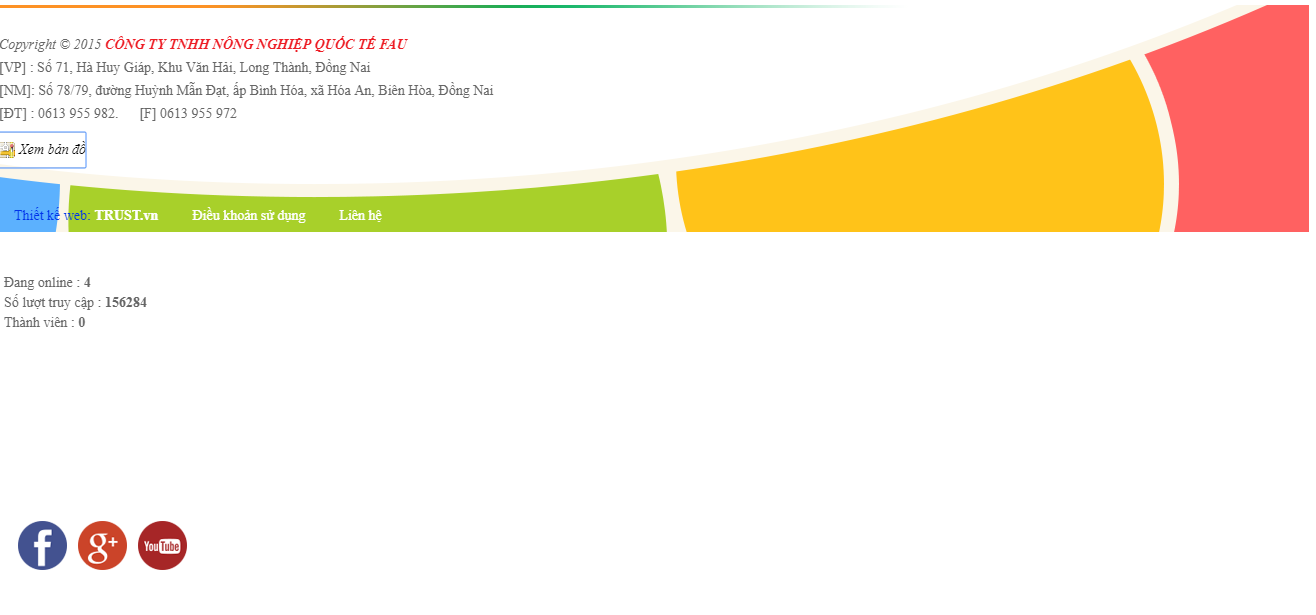 Copyright © 2015 CÔNG TY TNHH NÔNG NGHIỆP QUỐC TẾ FAU
[VP] : Số 71, Hà Huy Giáp, Khu Văn Hải, Long Thành, Đồng Nai
[NM]: Số 78/79, đường Huỳnh Mẫn Đạt, ấp Bình Hóa, xã Hóa An, Biên Hòa, Đồng Nai
[ĐT] : 0613 955 982. [F] 0613 955 972
Xem bản đồ
Thiết kế web: TRUST.vn Điều khoản sử dụng Liên hệ
Đang online : 4
Số lượt truy cập : 156284
Thành viên : 0
f g+ YouTube